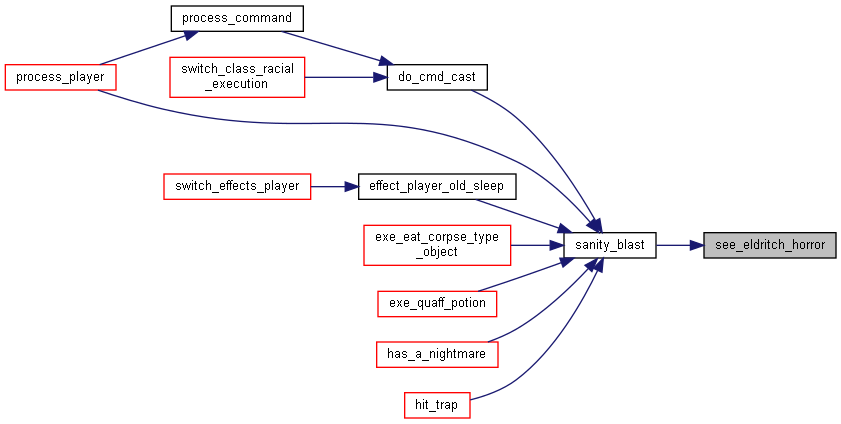 process_command
process_player
switch_class_racial
_execution
do_cmd_cast
switch_effects_player
effect_player_old_sleep
exe_eat_corpse_type
_object
sanity_blast
see_eldritch_horror
exe_quaff_potion
has_a_nightmare
hit_trap